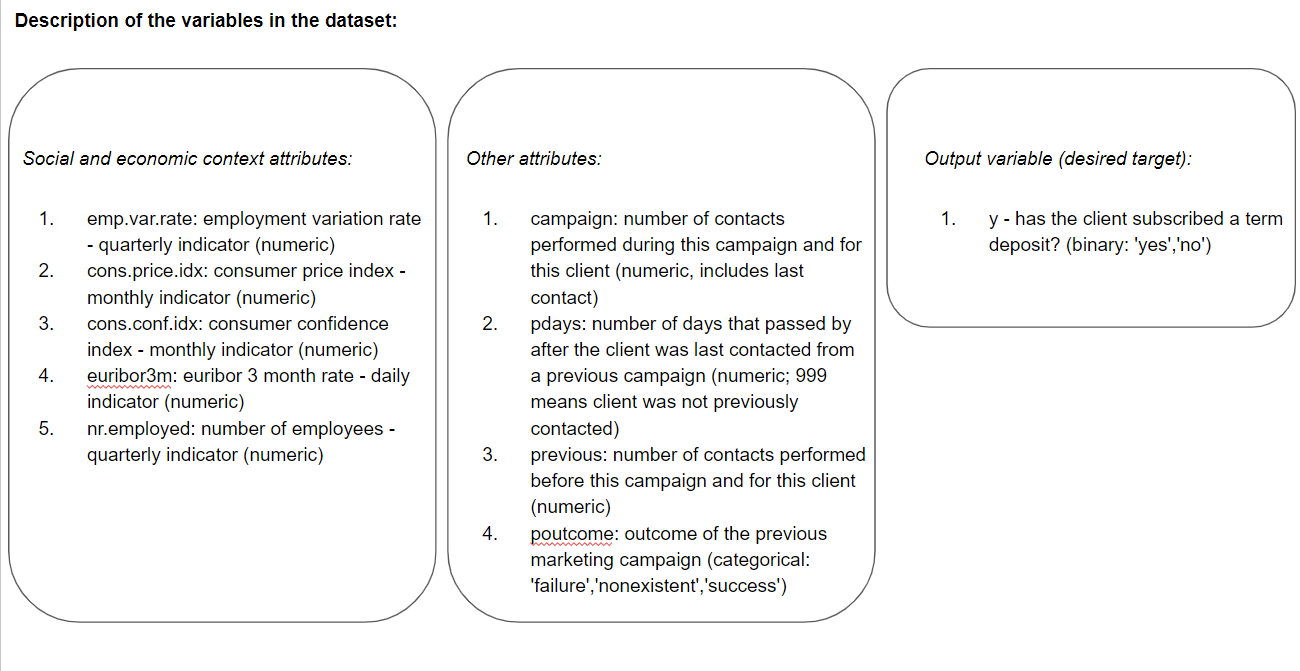 Description of the variables in the dataset:
Social and economic context attributes:
1. emp.var.rate: employment variation rate
- quarterly indicator (numeric)
2. cons.price.idx: consumer price index -
monthly indicator (numeric)
3. cons.conf.idx: consumer confidence
index - monthly indicator (numeric)
4. euribor3m: euribor 3 month rate - daily
indicator (numeric)
5. nr.employed: number of employees -
quarterly indicator (numeric)
Other attributes:
1. campaign: number of contacts
performed during this campaign and for
this client (numeric, includes last
contact)
2. pdays: number of days that passed by
after the client was last contacted from
a previous campaign (numeric; 999
means client was not previously
contacted)
3. previous: number of contacts performed
before this campaign and for this client
(numeric)
4. poutcome: outcome of the previous
marketing campaign (categorical:
'failure','nonexistent','success')
Output variable (desired target):
1. y - has the client subscribed a term
deposit? (binary: 'yes','no')